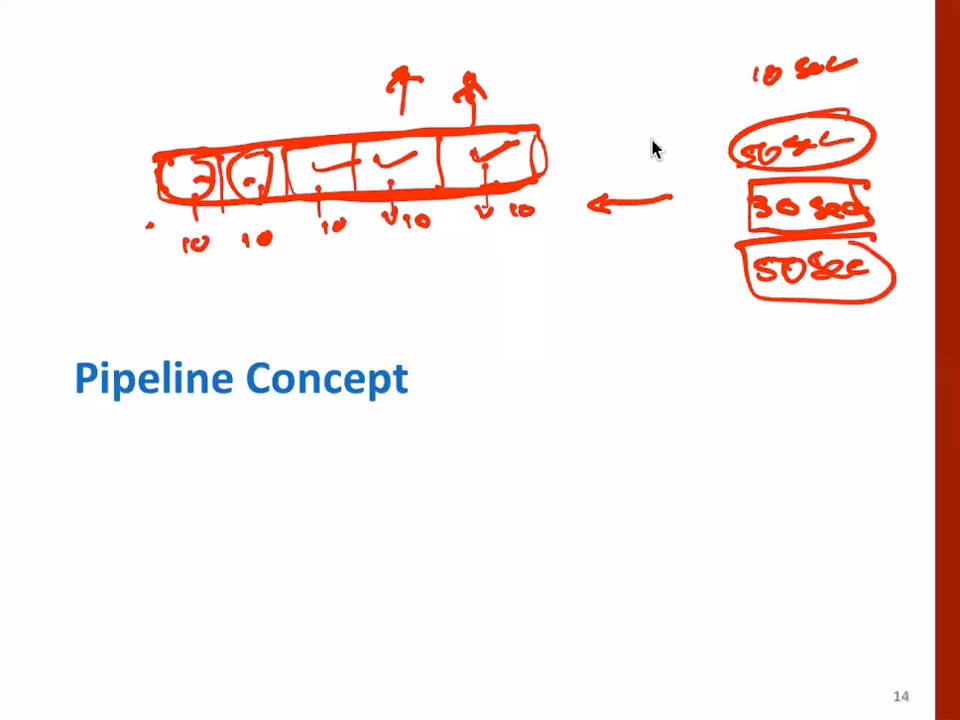 10 sec
50 sec
30 sec
50 Sec
10 10 10 10 10
Pipeline Concept
14